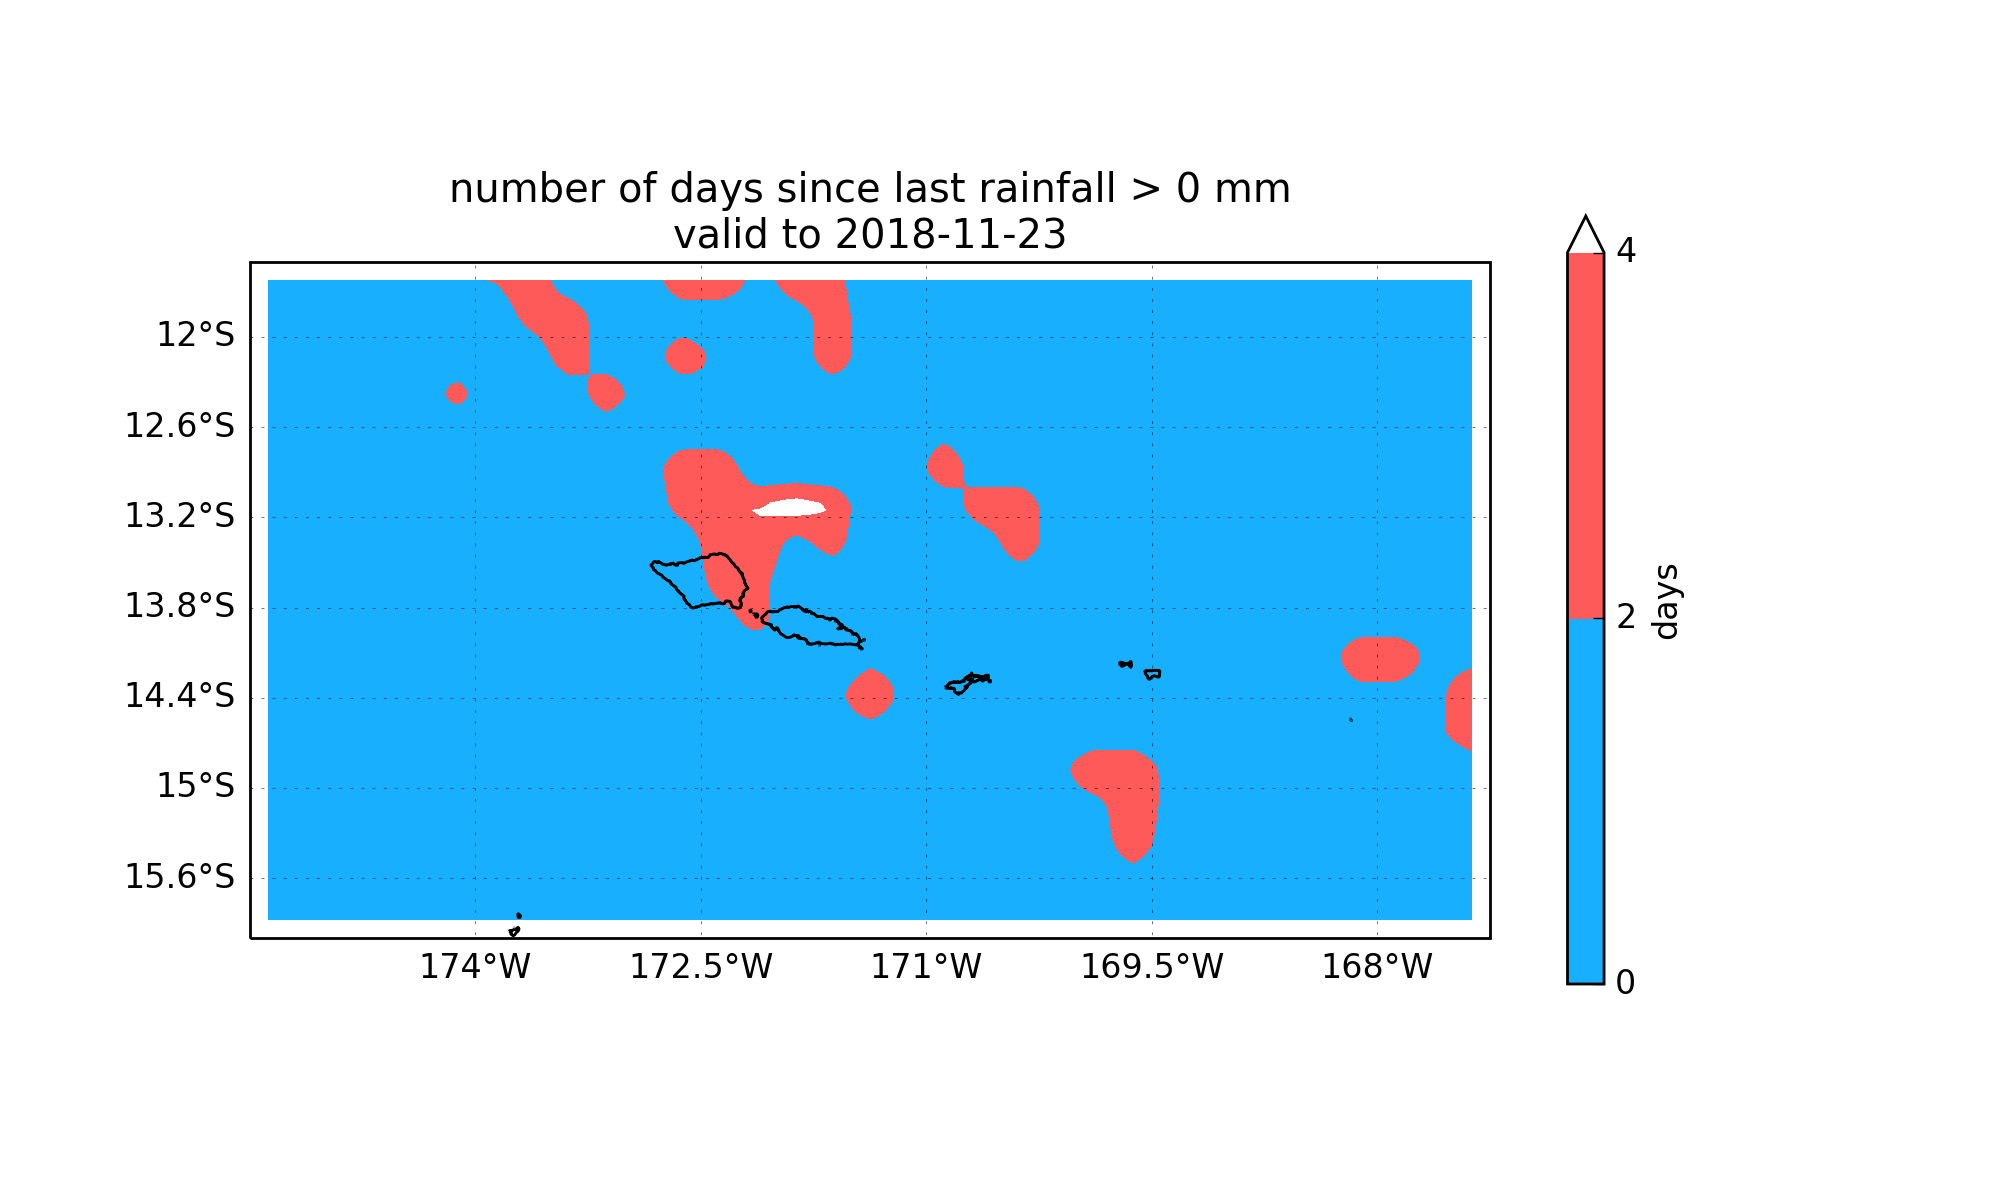 number of days since last rainfall > 0 mm
valid to 2018-11-23
4
12°S
12.6°S
13.2°S
13.8°S
2
days
14.4°S
15°S
15.6°S
0
174°W 172.5°W 171°W 169.5°W 168°W